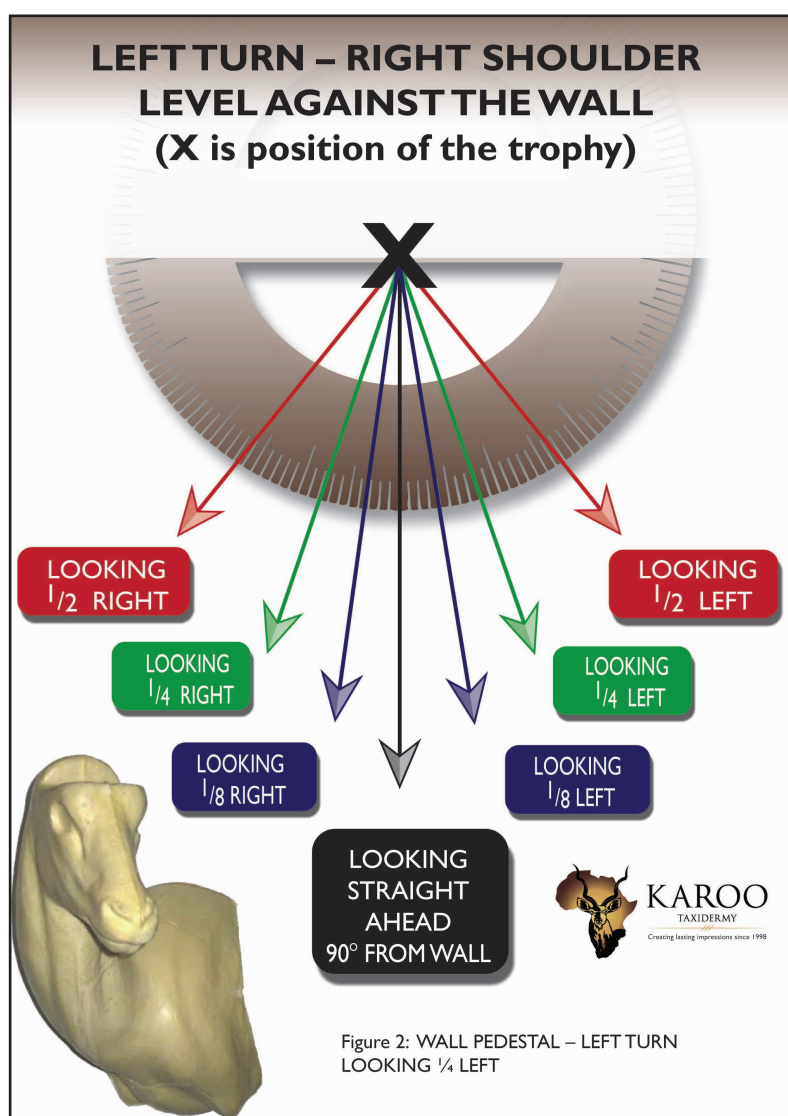 LEFT TURN – RIGHT SHOULDER
LEVEL AGAINST THE WALL
(X is position of the trophy)
X
LOOKING
1/2 RIGHT
LOOKING
1/2 LEFT
LOOKING
1/4 RIGHT
LOOKING
1/4 LEFT
LOOKING
1/8 RIGHT
LOOKING
1/8 LEFT
LOOKING
STRAIGHT
AHEAD
90° FROM WALL
KAROO
TAXIDERMY
Creating lasting impressions since 1998
Figure 2: WALL PEDESTAL – LEFT TURN
LOOKING ¼ LEFT